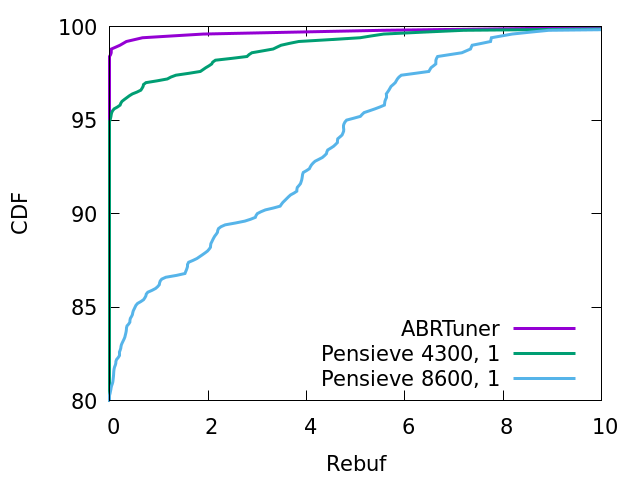 100
95
90
85
80
CDF
ABRTuner
Pensieve 4300, 1
Pensieve 8600, 1
0 2 4 6 8 10
Rebuf